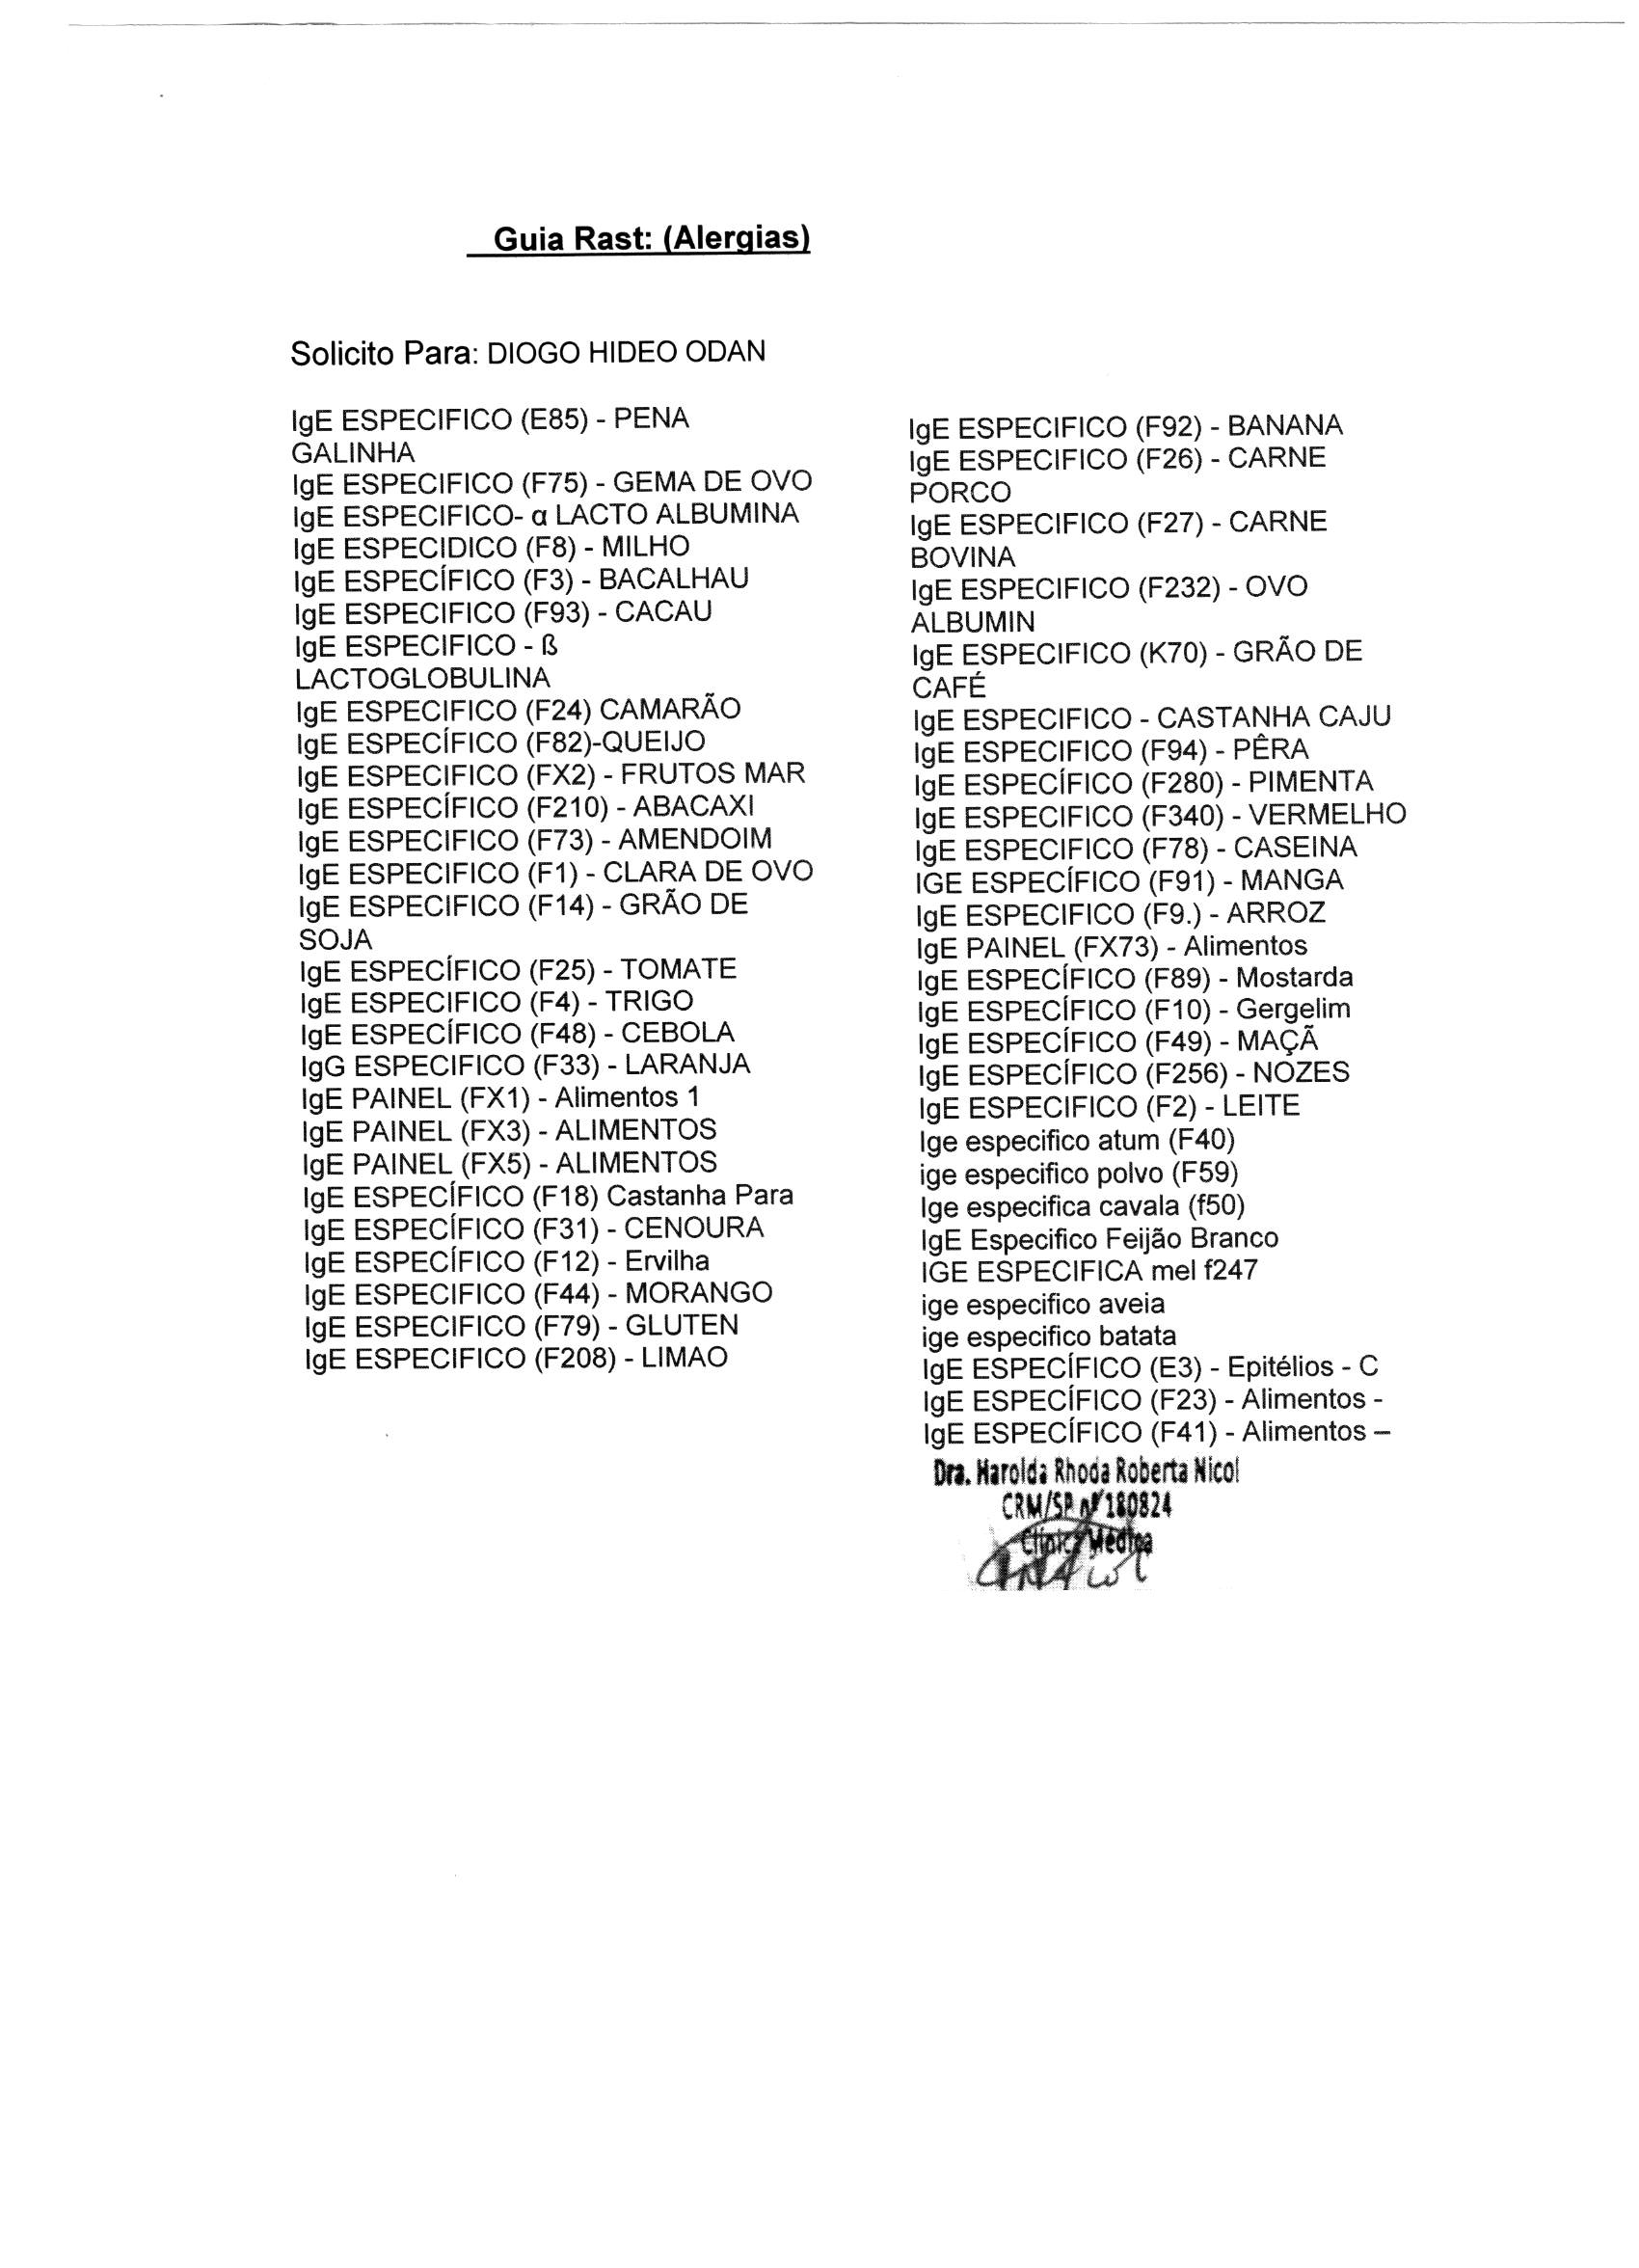 Guia Rast: (Alergias)
Solicito Para: DIOGO HIDEO ODAN
IgE ESPECIFICO (E85) - PENA
GALINHA
IgE ESPECIFICO (F75) - GEMA DE OVO
IgE ESPECIFICO- α LACTO ALBUMINA
IgE ESPECIDICO (F8) - MILHO
IgE ESPECÍFICO (F3) - BACALHAU
IgE ESPECIFICO (F93) - CACAU
IgE ESPECIFICO - ß
LACTOGLOBULINA
IgE ESPECIFICO (F24) CAMARÃO
IgE ESPECÍFICO (F82)-QUEIJO
IgE ESPECIFICO (FX2) - FRUTOS MAR
IgE ESPECÍFICO (F210) - ABACAXI
IgE ESPECIFICO (F73) - AMENDOIM
IgE ESPECIFICO (F1) - CLARA DE OVO
IgE ESPECIFICO (F14) - GRÃO DE
SOJA
IgE ESPECÍFICO (F25) - TOMATE
IgE ESPECIFICO (F4) - TRIGO
IgE ESPECÍFICO (F48) - CEBOLA
IgG ESPECIFICO (F33) - LARANJA
IgE PAINEL (FX1) - Alimentos 1
IgE PAINEL (FX3) - ALIMENTOS
IgE PAINEL (FX5) - ALIMENTOS
IgE ESPECÍFICO (F18) Castanha Para
IgE ESPECÍFICO (F31) - CENOURA
IgE ESPECÍFICO (F12) - Ervilha
IgE ESPECIFICO (F44) - MORANGO
IgE ESPECIFICO (F79) - GLUTEN
IgE ESPECIFICO (F208) - LIMAO
IgE ESPECIFICO (F92) - BANANA
IgE ESPECIFICO (F26) - CARNE
PORCO
IgE ESPECIFICO (F27) - CARNE
BOVINA
IgE ESPECIFICO (F232) - OVO
ALBUMIN
IgE ESPECIFICO (K70) - GRÃO DE
CAFÉ
IgE ESPECIFICO - CASTANHA CAJU
IgE ESPECIFICO (F94) - PÊRA
IgE ESPECÍFICO (F280) - PIMENTA
IgE ESPECIFICO (F340) - VERMELHO
IgE ESPECIFICO (F78) - CASEINA
IGE ESPECÍFICO (F91) - MANGA
IgE ESPECIFICO (F9.) - ARROZ
IgE PAINEL (FX73) - Alimentos
IgE ESPECÍFICO (F89) - Mostarda
IgE ESPECÍFICO (F10) - Gergelim
IgE ESPECÍFICO (F49) - MAÇÃ
IgE ESPECÍFICO (F256) - NOZES
IgE ESPECIFICO (F2) - LEITE
Ige especifico atum (F40)
ige especifico polvo (F59)
Ige especifica cavala (f50)
IgE Especifico Feijão Branco
IGE ESPECIFICA mel f247
ige especifico aveia
ige especifico batata
IgE ESPECÍFICO (E3) - Epitélios - C
IgE ESPECÍFICO (F23) - Alimentos -
IgE ESPECÍFICO (F41) - Alimentos –
Dra. Harolda Rhoda Roberta Nicol
CRM/SP nº 180824
Clínica Médica